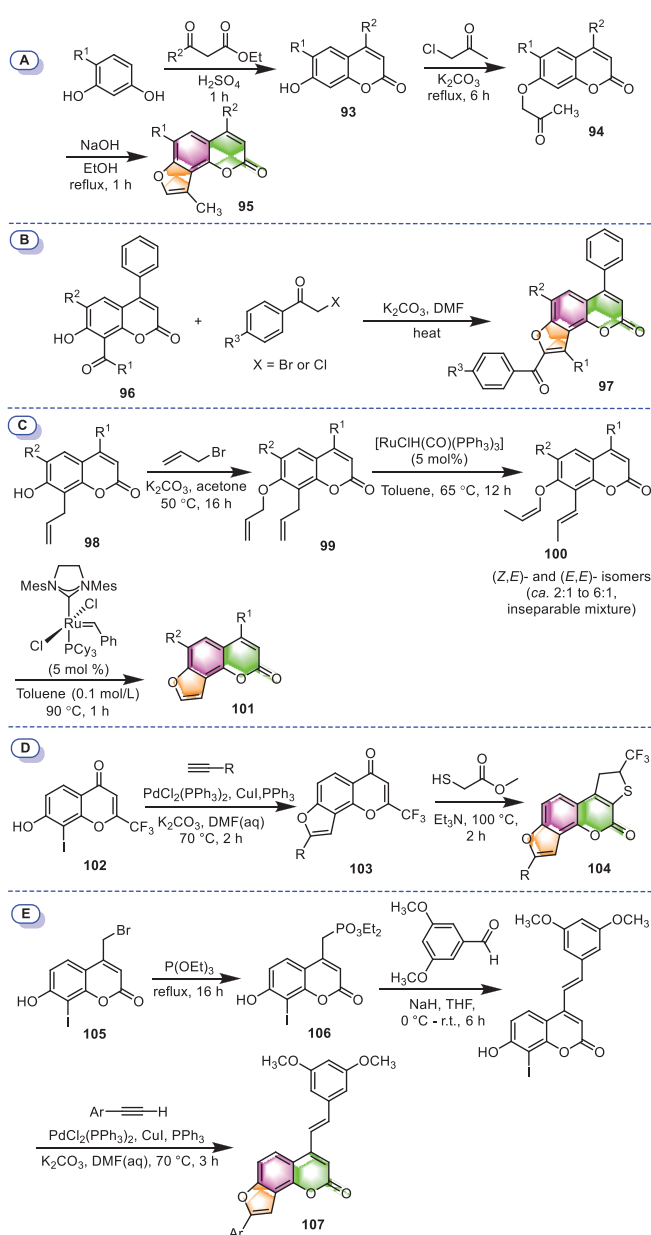 A
R¹
HO
OH
O
O
R²
OEt
H₂SO₄
1 h
R¹
R²
HO
O
O
93
Cl
O
K₂CO₃
reflux, 6 h
R¹
R²
O
O
O
CH₃
O
94
NaOH
EtOH
reflux, 1 h
R¹
R²
O
O
O
CH₃
95
B
R²
HO
O
O
O
R¹
96
+
O
X
R³
X = Br or Cl
K₂CO₃, DMF
heat
R²
O
O
O
R¹
R³
O
97
C
R¹
R²
HO
O
O
98
Br
K₂CO₃, acetone
50 °C, 16 h
R¹
R²
O
O
O
99
[RuClH(CO)(PPh₃)₃]
(5 mol%)
Toluene, 65 °C, 12 h
R¹
R²
O
O
O
100
(Z,E)- and (E,E)- isomers
(ca. 2:1 to 6:1,
inseparable mixture)
MesN
NMes
Cl
Ru
Cl
Ph
PCy₃
(5 mol %)
Toluene (0.1 mol/L)
90 °C, 1 h
R¹
R²
O
O
O
101
D
O
HO
O
CF₃
I
102
R
PdCl₂(PPh₃)₂, CuI,PPh₃
K₂CO₃, DMF(aq)
70 °C, 2 h
O
O
O
CF₃
R
103
HS
O
O
Et₃N, 100 °C,
2 h
CF₃
S
O
O
O
R
104
E
Br
HO
O
O
I
105
P(OEt)₃
reflux, 16 h
PO₃Et₂
HO
O
O
I
106
H₃CO
O
H
OCH₃
NaH, THF,
0 °C - r.t., 6 h
H₃CO
OCH₃
HO
O
O
I
Ar
H
PdCl₂(PPh₃)₂, CuI, PPh₃
K₂CO₃, DMF(aq), 70 °C, 3 h
H₃CO
OCH₃
O
O
O
Ar
107